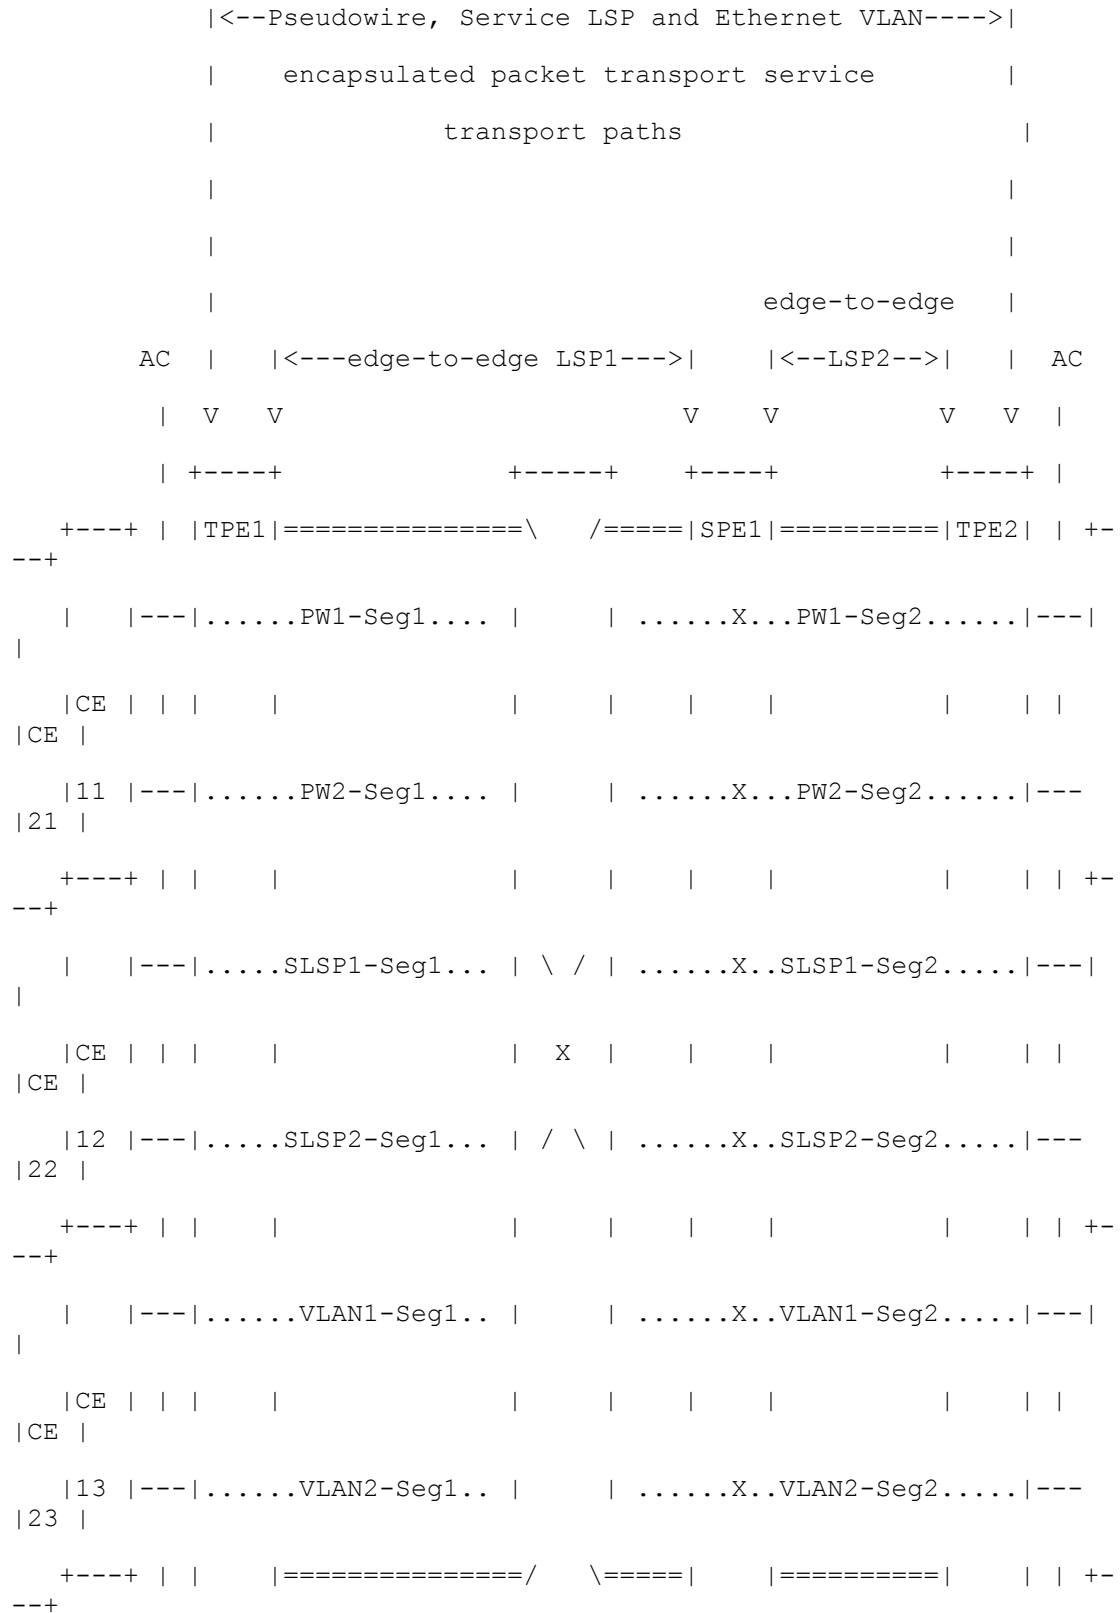 |<--Pseudowire, Service LSP and Ethernet VLAN---->|
|    encapsulated packet transport service        |
|              transport paths                     |
|                                                 |
|                                                 |
|                                  edge-to-edge   |
AC  |   |<---edge-to-edge LSP1--->|    |<--LSP2-->|   |  AC
|  V   V                         V    V          V   V  |
| +----+              +-----+    +----+          +----+ |
+---+ | |TPE1|===============\   /=====|SPE1|==========|TPE2| | +-
--+
|   |---|......PW1-Seg1.... |     | ......X...PW1-Seg2......|---|
|
|CE | | |    |              |     |    |    |          |    | |
|CE |
|11 |---|......PW2-Seg1.... |     | ......X...PW2-Seg2......|---
|21 |
+---+ | |    |              |     |    |    |          |    | | +-
--+
|   |---|.....SLSP1-Seg1... | \ / | ......X..SLSP1-Seg2.....|---|
|
|CE | | |    |              |  X  |    |    |          |    | |
|CE |
|12 |---|.....SLSP2-Seg1... | / \ | ......X..SLSP2-Seg2.....|---
|22 |
+---+ | |    |              |     |    |    |          |    | | +-
--+
|   |---|......VLAN1-Seg1.. |     | ......X..VLAN1-Seg2.....|---|
|
|CE | | |    |              |     |    |    |          |    | |
|CE |
|13 |---|......VLAN2-Seg1.. |     | ......X..VLAN2-Seg2.....|---
|23 |
+---+ | |    |===============/   \=====|    |==========|    | | +-
--+